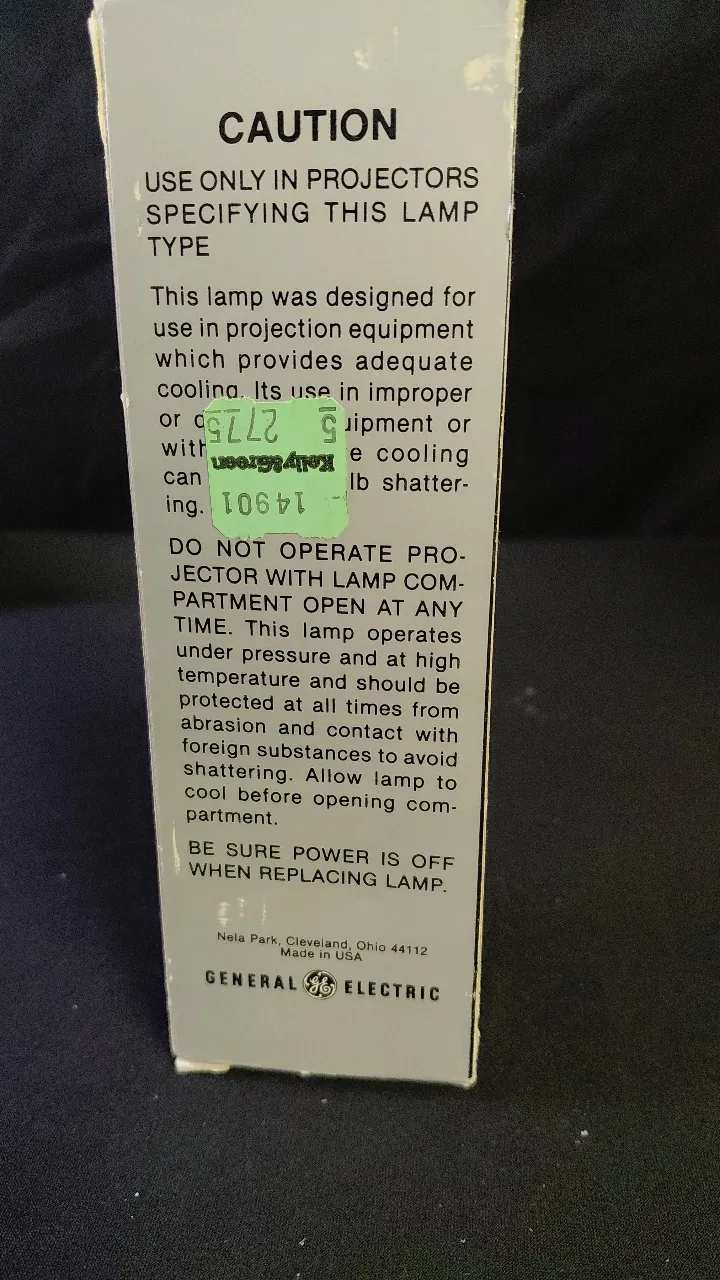 CAUTION
USE ONLY IN PROJECTORS
SPECIFYING THIS LAMP
TYPE
This lamp was designed for
use in projection equipment
which provides adequate
cooling. Its use in improper
or
ipment or
with
e cooling
can
lb shatter-
ing.
14901
Kelly&Green
5 2775
DO NOT OPERATE PRO-
JECTOR WITH LAMP COM-
PARTMENT OPEN AT ANY
TIME. This lamp operates
under pressure and at high
temperature and should be
protected at all times from
abrasion and contact with
foreign substances to avoid
shattering. Allow lamp to
cool before opening com-
partment.
BE SURE POWER IS OFF
WHEN REPLACING LAMP.
Nela Park, Cleveland, Ohio 44112
Made in USA
GENERAL GE ELECTRIC